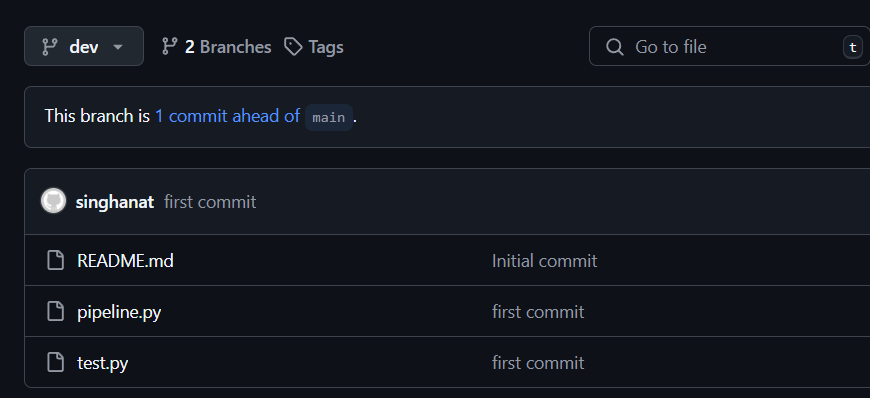 dev 2 Branches Tags Go to file t
This branch is 1 commit ahead of main.
singhanat first commit
README.md Initial commit
pipeline.py first commit
test.py first commit